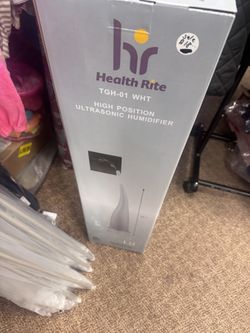 hr
Health Rite
TGH-01 WHT
HIGH POSITION
ULTRASONIC HUMIDIFIER